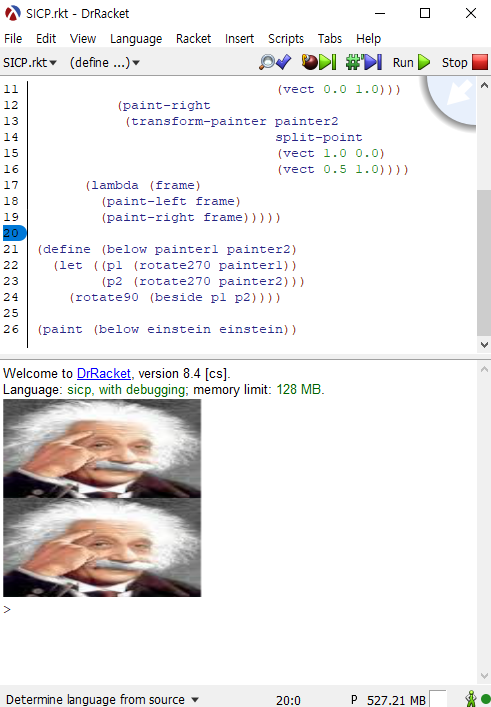 SICP.rkt - DrRacket
File Edit View Language Racket Insert Scripts Tabs Help
SICP.rkt (define ...) Run Stop
11 (vect 0.0 1.0)))
12 (paint-right
13 (transform-painter painter2
14 split-point
15 (vect 1.0 0.0)
16 (vect 0.5 1.0))))
17 (lambda (frame)
18 (paint-left frame)
19 (paint-right frame)))))
20
21 (define (below painter1 painter2)
22 (let ((p1 (rotate270 painter1))
23 (p2 (rotate270 painter2)))
24 (rotate90 (beside p1 p2))))
25
26 (paint (below einstein einstein))
Welcome to DrRacket, version 8.4 [cs].
Language: sicp, with debugging; memory limit: 128 MB.
>
Determine language from source 20:0 P 527.21 MB